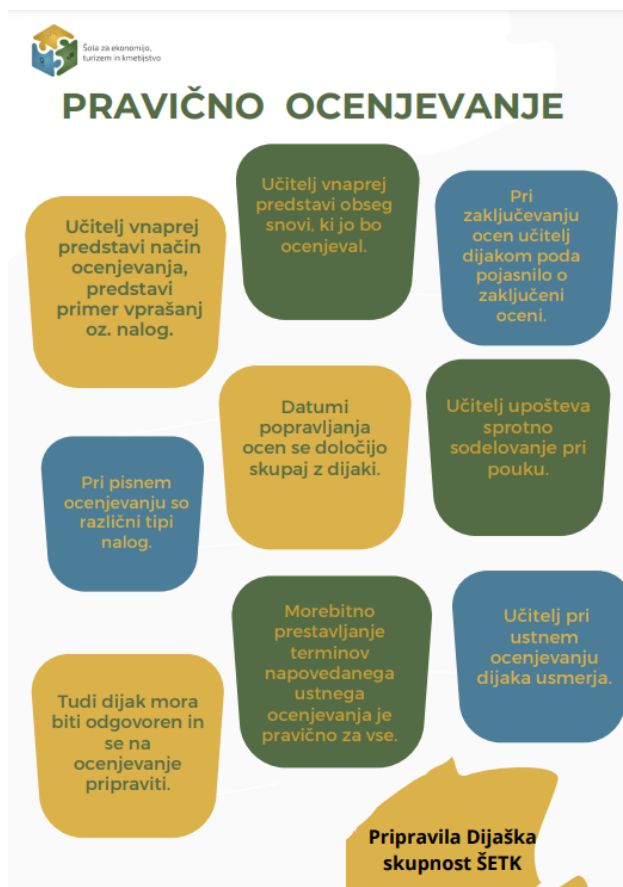 Šola za ekonomijo,
turizem in kmetijstvo
PRAVIČNO OCENJEVANJE
Učitelj vnaprej
predstavi način
ocenjevanja,
predstavi
primer vprašanj
oz. nalog.
Učitelj vnaprej
predstavi obseg
snovi, ki jo bo
ocenjeval.
Pri
zaključevanju
ocen učitelj
dijakom poda
pojasnilo o
zaključeni
oceni.
Pri pisnem
ocenjevanju so
različni tipi
nalog.
Datumi
popravljanja
ocen se določijo
skupaj z dijaki.
Učitelj upošteva
sprotno
sodelovanje pri
pouku.
Tudi dijak mora
biti odgovoren in
se na
ocenjevanje
pripraviti.
Morebitno
prestavljanje
terminov
napovedanega
ustnega
ocenjevanja je
pravično za vse.
Učitelj pri
ustnem
ocenjevanju
dijaka usmerja.
Pripravila Dijaška
skupnost ŠETK